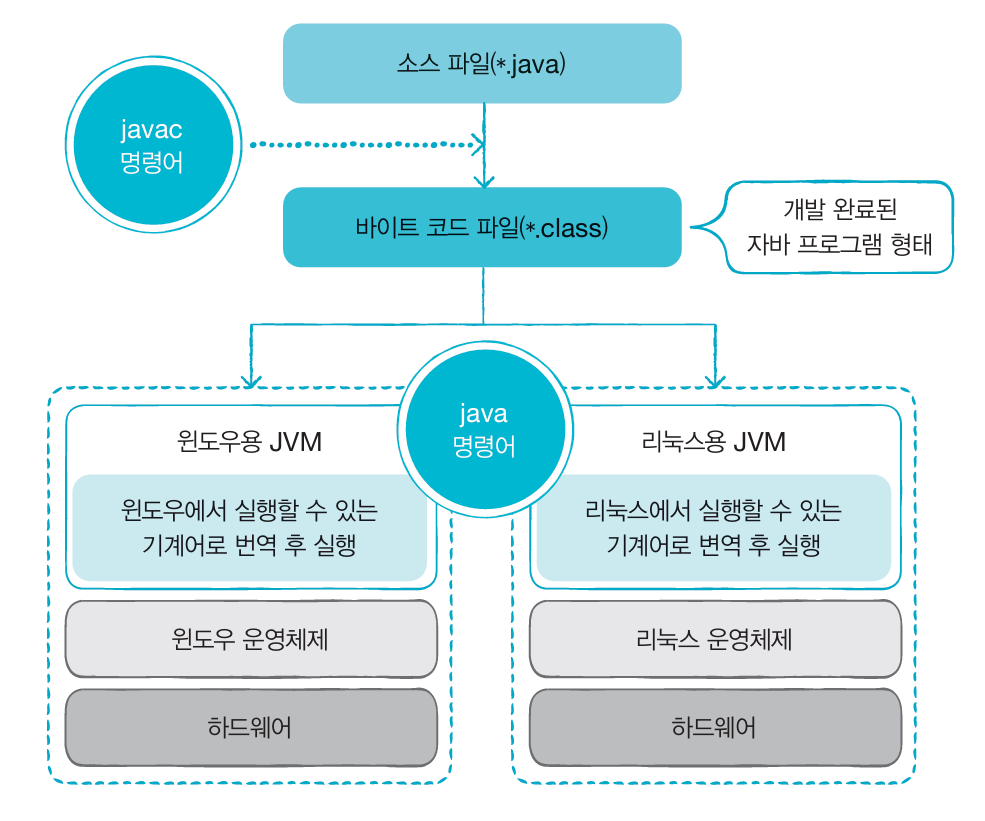 소스 파일(*.java)
javac
명령어
바이트 코드 파일(*.class)
개발 완료된
자바 프로그램 형태
java
명령어
윈도우용 JVM
윈도우에서 실행할 수 있는
기계어로 번역 후 실행
윈도우 운영체제
하드웨어
리눅스용 JVM
리눅스에서 실행할 수 있는
기계어로 변역 후 실행
리눅스 운영체제
하드웨어